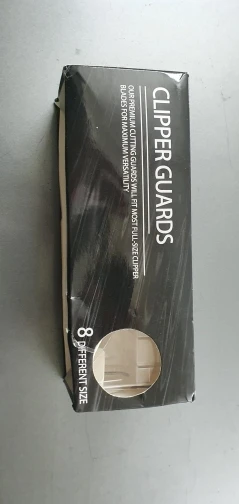 CLIPPER GUARDS
OUR PREMIUM CUTTING GUARDS WILL FIT MOST FULL-SIZE CLIPPER
BLADES FOR MAXIMUM VERSATILITY
8 DIFFERENT SIZE